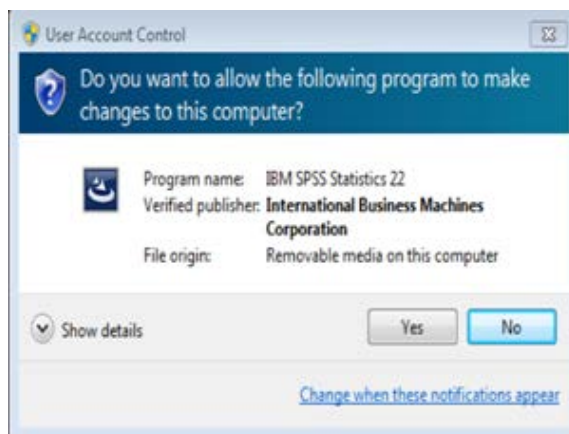 User Account Control
Do you want to allow the following program to make
changes to this computer?
Program name: IBM SPSS Statistics 22
Verified publisher: International Business Machines
Corporation
File origin: Removable media on this computer
Show details
Yes
No
Change when these notifications appear